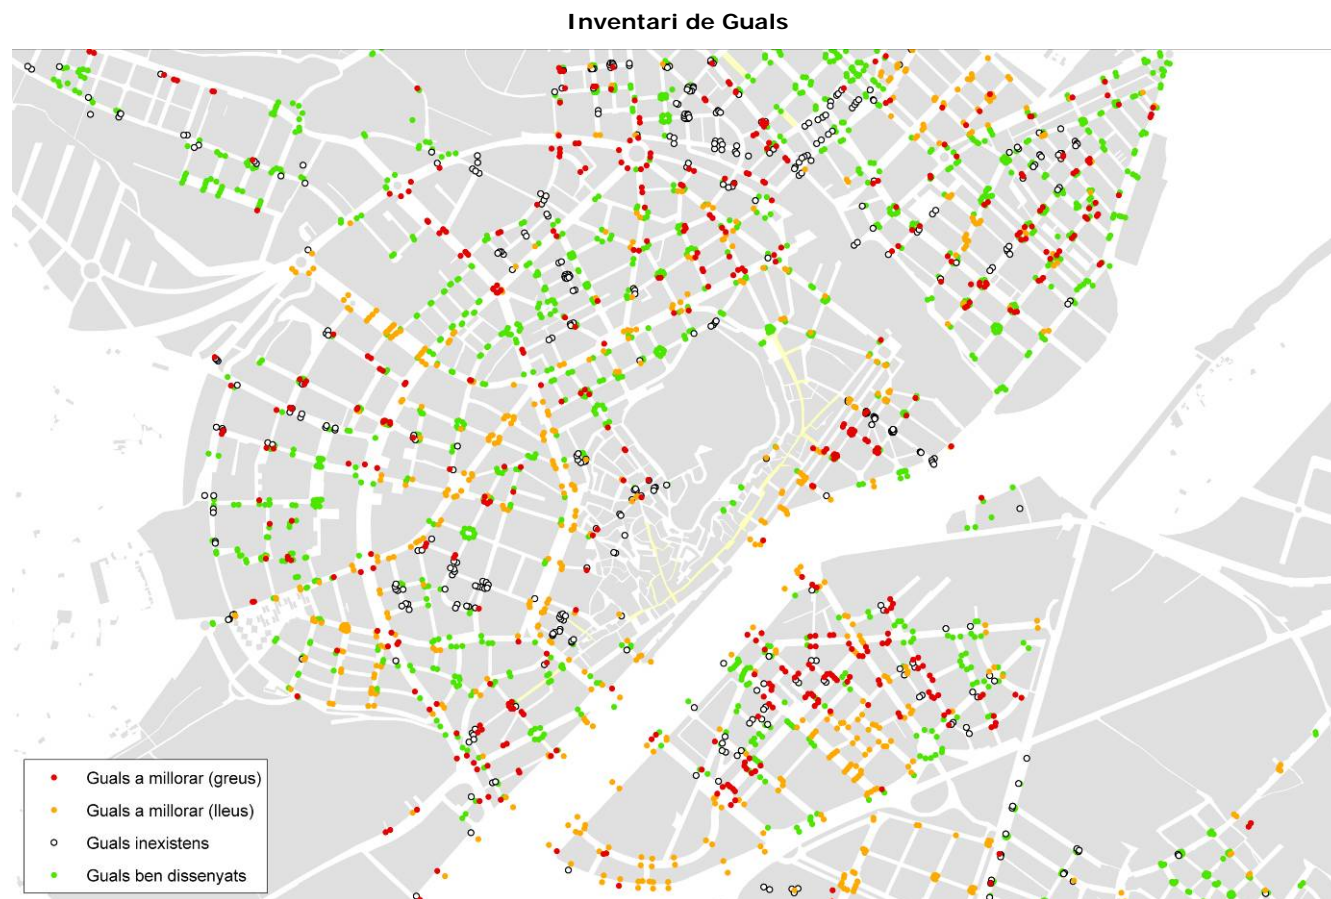 Inventari de Guals
Guals a millorar (greus)
Guals a millorar (lleus)
Guals inexistens
Guals ben dissenyats